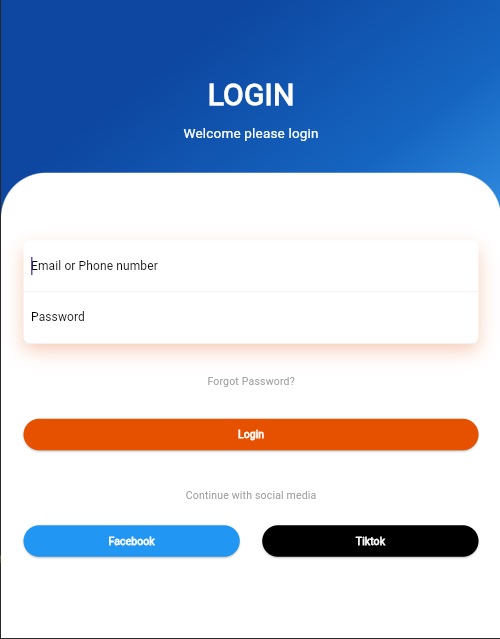 LOGIN
Welcome please login
Email or Phone number
Password
Forgot Password?
Login
Continue with social media
Facebook
Tiktok